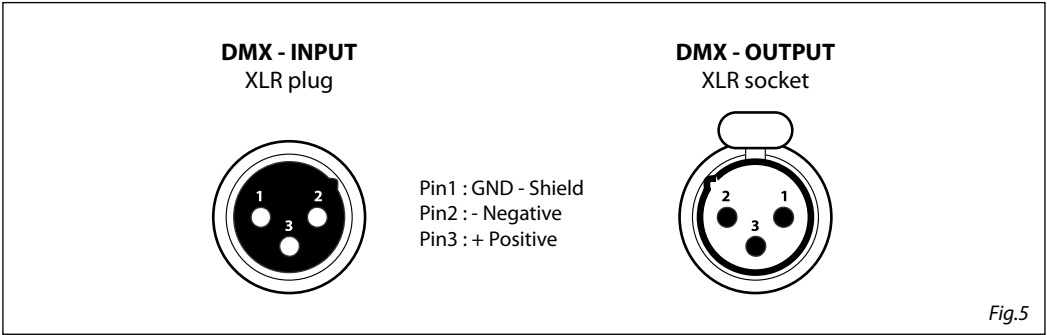 DMX - INPUT
XLR plug
DMX - OUTPUT
XLR socket
1
2
3
Pin1 : GND - Shield
Pin2 : - Negative
Pin3 : + Positive
2
1
3
Fig.5